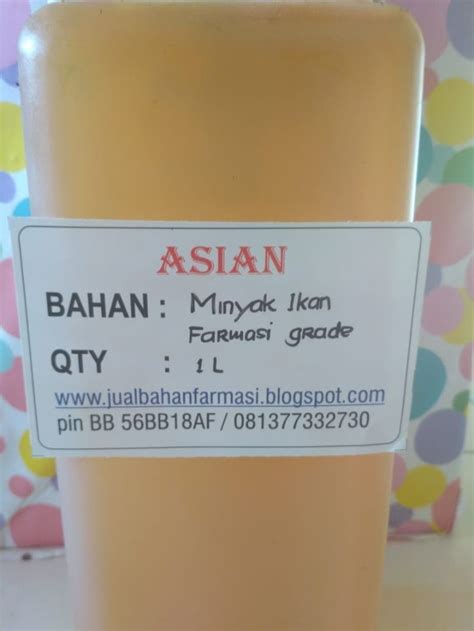 ASIAN
BAHAN : Minyak Ikan
Farmasi grade
QTY : 1 L
www.jualbahanfarmasi.blogspot.com
pin BB 56BB18AF / 081377332730